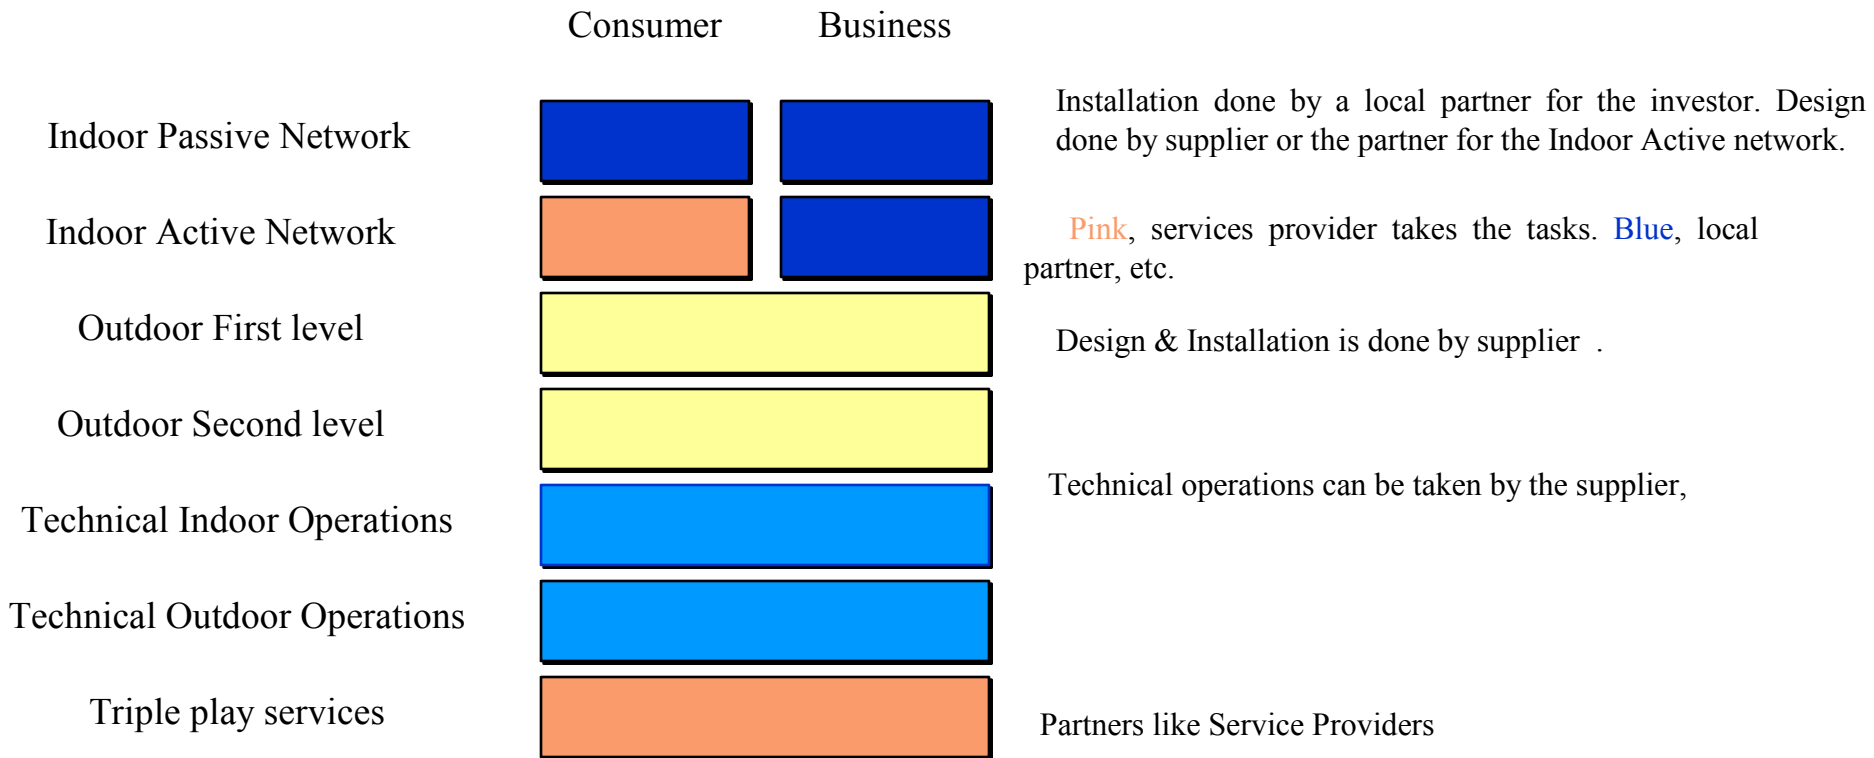 Consumer Business
Indoor Passive Network
Installation done by a local partner for the investor. Design
done by supplier or the partner for the Indoor Active network.
Indoor Active Network
Pink, services provider takes the tasks. Blue, local
partner, etc.
Outdoor First level
Design & Installation is done by supplier .
Outdoor Second level
Technical operations can be taken by the supplier,
Technical Indoor Operations
Technical Outdoor Operations
Triple play services
Partners like Service Providers